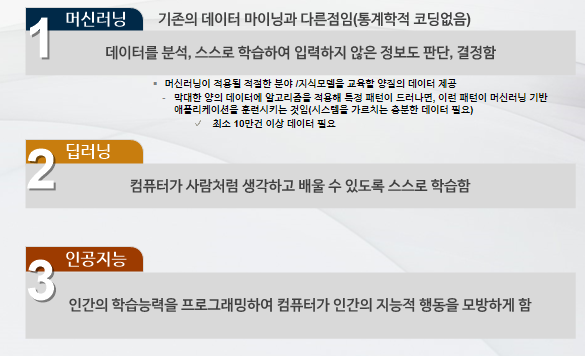 1 머신러닝 기존의 데이터 마이닝과 다른점임(통계학적 코딩없음)
데이터를 분석, 스스로 학습하여 입력하지 않은 정보도 판단, 결정함
• 머신러닝이 적용될 적절한 분야 /지식모델을 교육할 양질의 데이터 제공
- 막대한 양의 데이터에 알고리즘을 적용해 특정 패턴이 드러나면, 이런 패턴이 머신러닝 기반
애플리케이션을 훈련시키는 것임(시스템을 가르치는 충분한 데이터 필요)
✓ 최소 10만건 이상 데이터 필요
2 딥러닝
컴퓨터가 사람처럼 생각하고 배울 수 있도록 스스로 학습함
3 인공지능
인간의 학습능력을 프로그래밍하여 컴퓨터가 인간의 지능적 행동을 모방하게 함